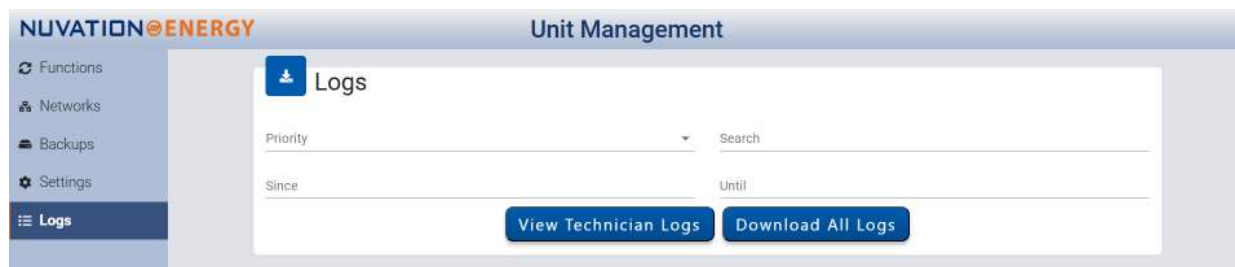 NUVATION ENERGY
Unit Management
Functions
Networks
Backups
Settings
Logs
Logs
Priority
Search
Since
Until
View Technician Logs
Download All Logs